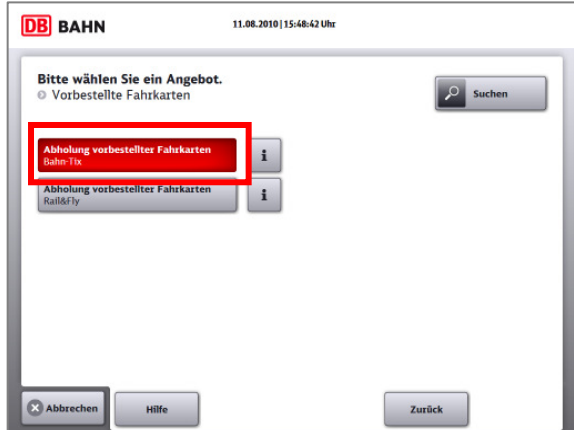 DB BAHN
11.08.2010 | 15:48:42 Uhr
Bitte wählen Sie ein Angebot.
Vorbestellte Fahrkarten
Suchen
Abholung vorbestellter Fahrkarten
Bahn-Tix
i
Abholung vorbestellter Fahrkarten
Rail&Fly
i
Abbrechen
Hilfe
Zurück